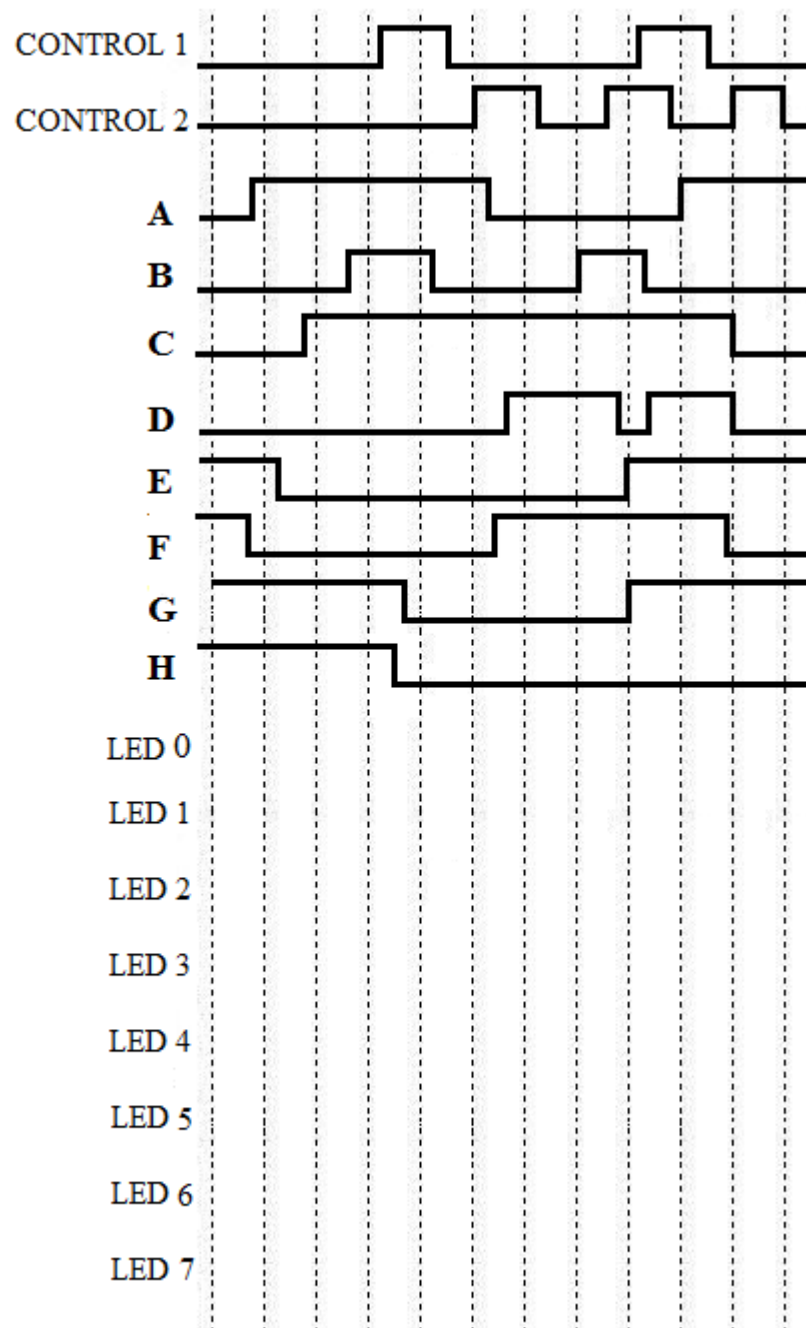 CONTROL 1
CONTROL 2
A
B
C
D
E
F
G
H
LED 0
LED 1
LED 2
LED 3
LED 4
LED 5
LED 6
LED 7